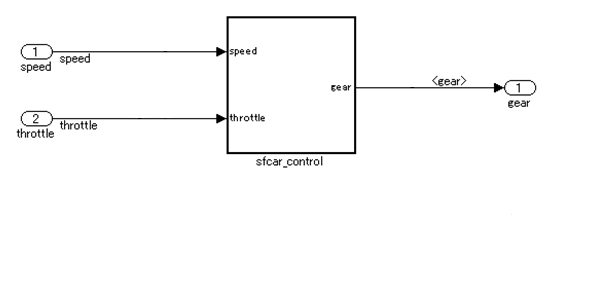 1
speed
speed
speed
2
throttle
throttle
throttle
gear
<gear>
1
gear
sfcar_control